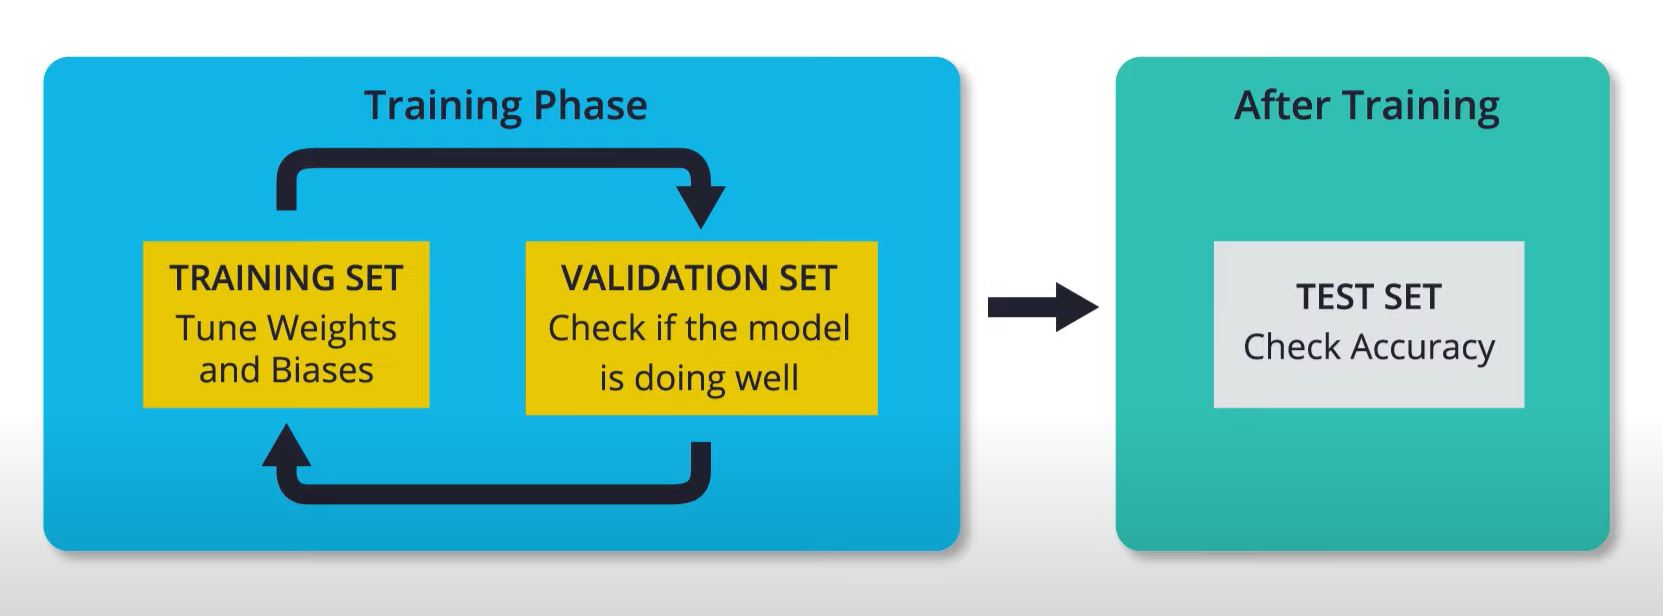 Training Phase
TRAINING SET
Tune Weights
and Biases
VALIDATION SET
Check if the model
is doing well
After Training
TEST SET
Check Accuracy